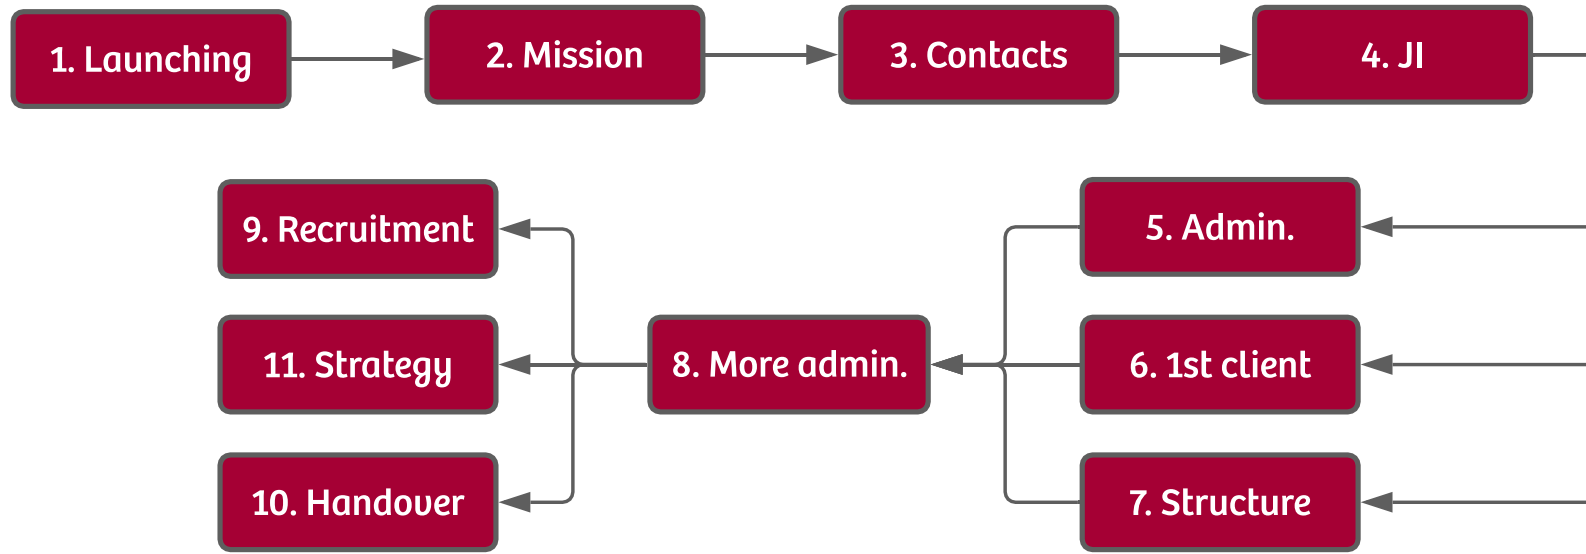 1. Launching
2. Mission
3. Contacts
4. JI
5. Admin.
6. 1st client
7. Structure
8. More admin.
9. Recruitment
11. Strategy
10. Handover